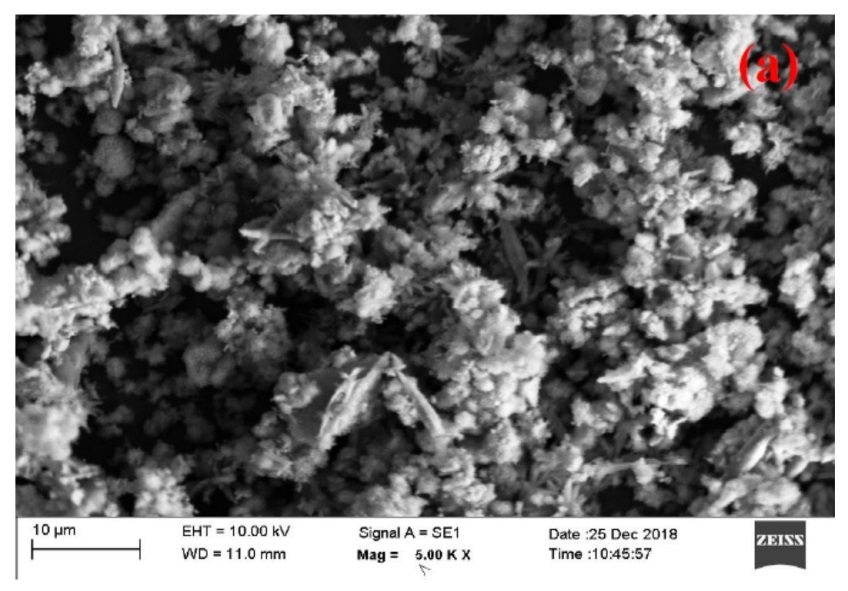 (a)
10 µm
EHT = 10.00 kV
Signal A = SE1
Date :25 Dec 2018
WD = 11.0 mm
Mag = 5.00 K X
Time :10:45:57
ZEISS